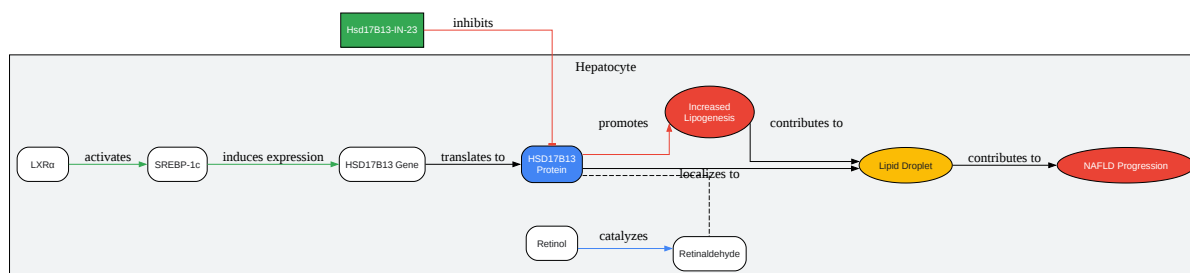 Hsd17B13-IN-23
inhibits
Hepatocyte
Increased
Lipogenesis
promotes
contributes to
LXRα
activates
SREBP-1c
induces expression
HSD17B13 Gene
translates to
HSD17B13
Protein
localizes to
Lipid Droplet
contributes to
NAFLD Progression
Retinol
catalyzes
Retinaldehyde